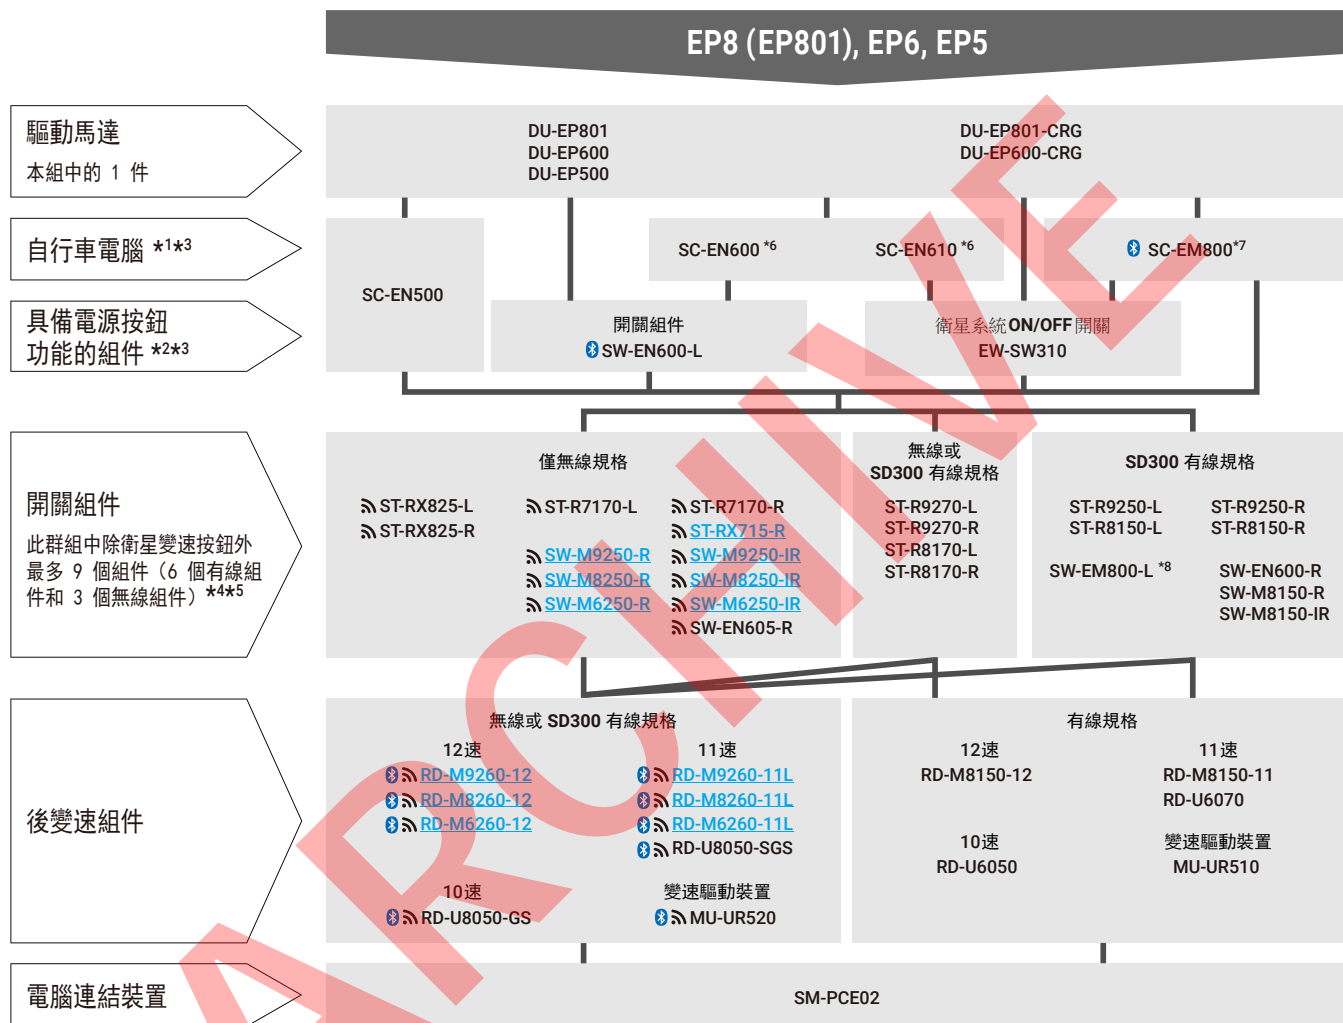 EP8 (EP801), EP6, EP5
驅動馬達
本組中的 1 件
DU-EP801
DU-EP600
DU-EP500
DU-EP801-CRG
DU-EP600-CRG
自行車電腦 *1*3
SC-EN500
SC-EN600 *6
SC-EN610 *6
SC-EM800*7
具備電源按鈕
功能的組件 *2*3
開關組件
SW-EN600-L
衛星系統ON/OFF開關
EW-SW310
開關組件
此群組中除衛星變速按鈕外
最多 9 個組件（6 個有線組
件和 3 個無線組件）*4*5
僅無線規格
ST-RX825-L
ST-RX825-R
ST-R7170-L
SW-M9250-R
SW-M8250-R
SW-M6250-R
ST-R7170-R
ST-RX715-R
SW-M9250-IR
SW-M8250-IR
SW-M6250-IR
SW-EN605-R
無線或
SD300 有線規格
ST-R9270-L
ST-R9270-R
ST-R8170-L
ST-R8170-R
SD300 有線規格
ST-R9250-L
ST-R8150-L
SW-EM800-L *8
ST-R9250-R
ST-R8150-R
SW-EN600-R
SW-M8150-R
SW-M8150-IR
後變速組件
無線或 SD300 有線規格
12速
RD-M9260-12
RD-M8260-12
RD-M6260-12
11速
RD-M9260-11L
RD-M8260-11L
RD-M6260-11L
RD-U8050-SGS
10速
RD-U8050-GS
變速驅動裝置
MU-UR520
有線規格
12速
RD-M8150-12
11速
RD-M8150-11
RD-U6070
10速
RD-U6050
變速驅動裝置
MU-UR510
電腦連結裝置
SM-PCE02
ARCHIVE